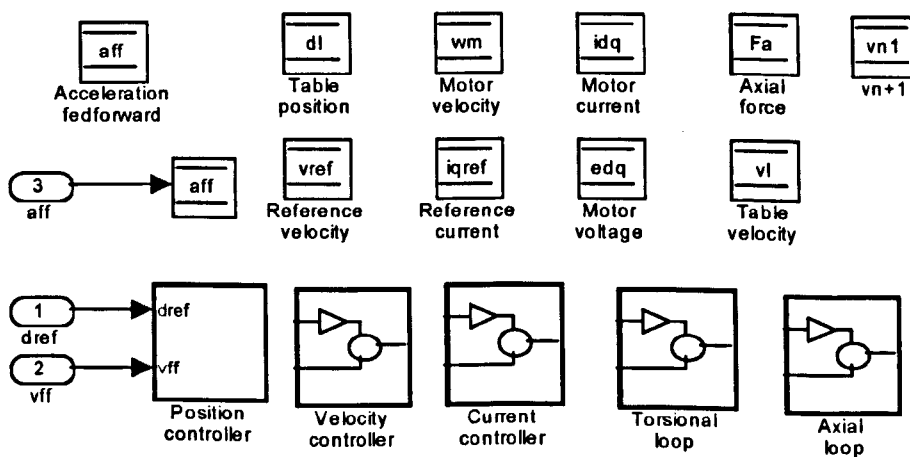 aff
dl
wm
idq
Fa
vn1
Acceleration
fedforward
Table
position
Motor
velocity
Motor
current
Axial
force
vn+1
3
aff
aff
vref
iqref
edq
vl
Reference
velocity
Reference
current
Motor
voltage
Table
velocity
1
dref
dref
2
vff
vff
Position
controller
Velocity
controller
Current
controller
Torsional
loop
Axial
loop